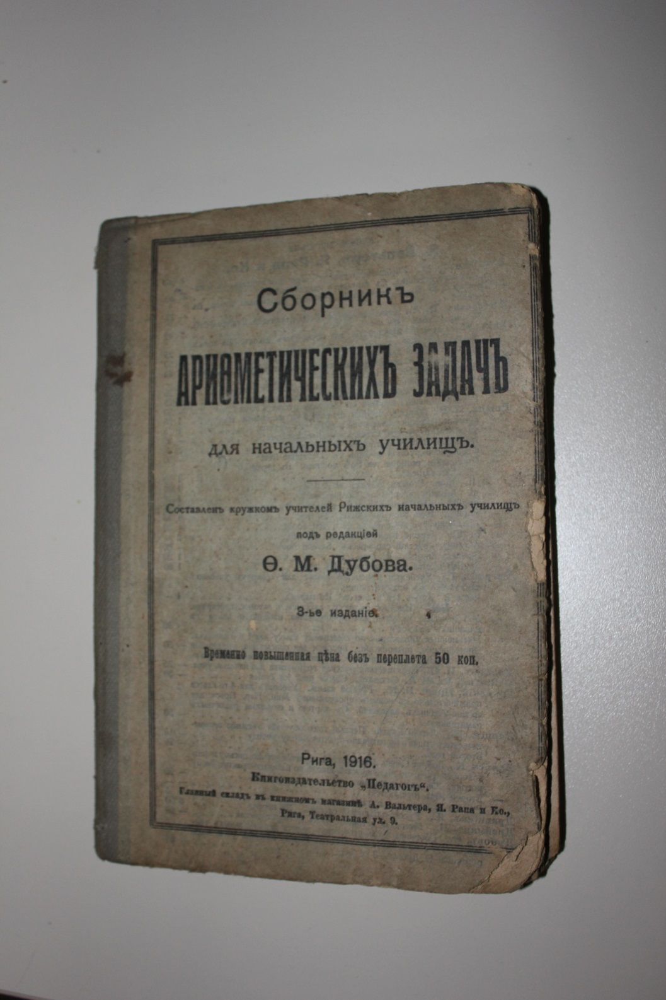 Сборникъ
АРИѲМЕТИЧЕСКИХЪ ЗАДАЧЪ
для начальныхъ училищъ.
Составленъ кружкомъ учителей Рижскихъ начальныхъ училищъ
подъ редакціей
Ѳ. М. Дубова.
3-ье изданіе.
Временно повышенная цѣна безъ переплета 50 коп.
Рига, 1916.
Книгоиздательство „Педагогъ“.
Главный складъ въ книжномъ магазинѣ А. Вальтера, Я. Рапа и Ко.,
Рига, Театральная ул. 9.